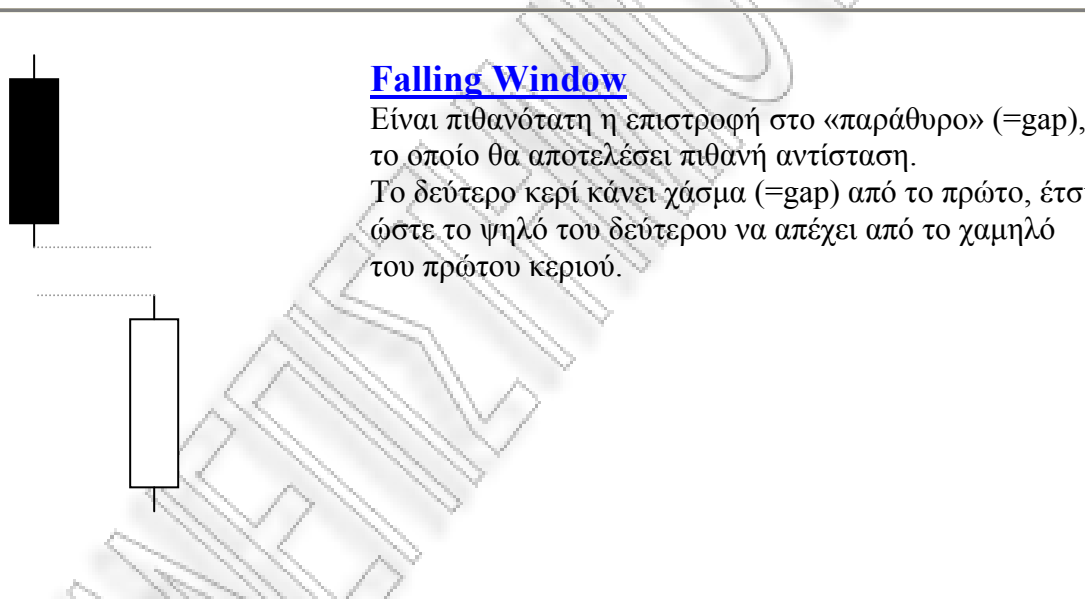 Falling Window
Είναι πιθανότατη η επιστροφή στο «παράθυρο» (=gap),
το οποίο θα αποτελέσει πιθανή αντίσταση.
Το δεύτερο κερί κάνει χάσμα (=gap) από το πρώτο, έτσι
ώστε το ψηλό του δεύτερου να απέχει από το χαμηλό
του πρώτου κεριού.